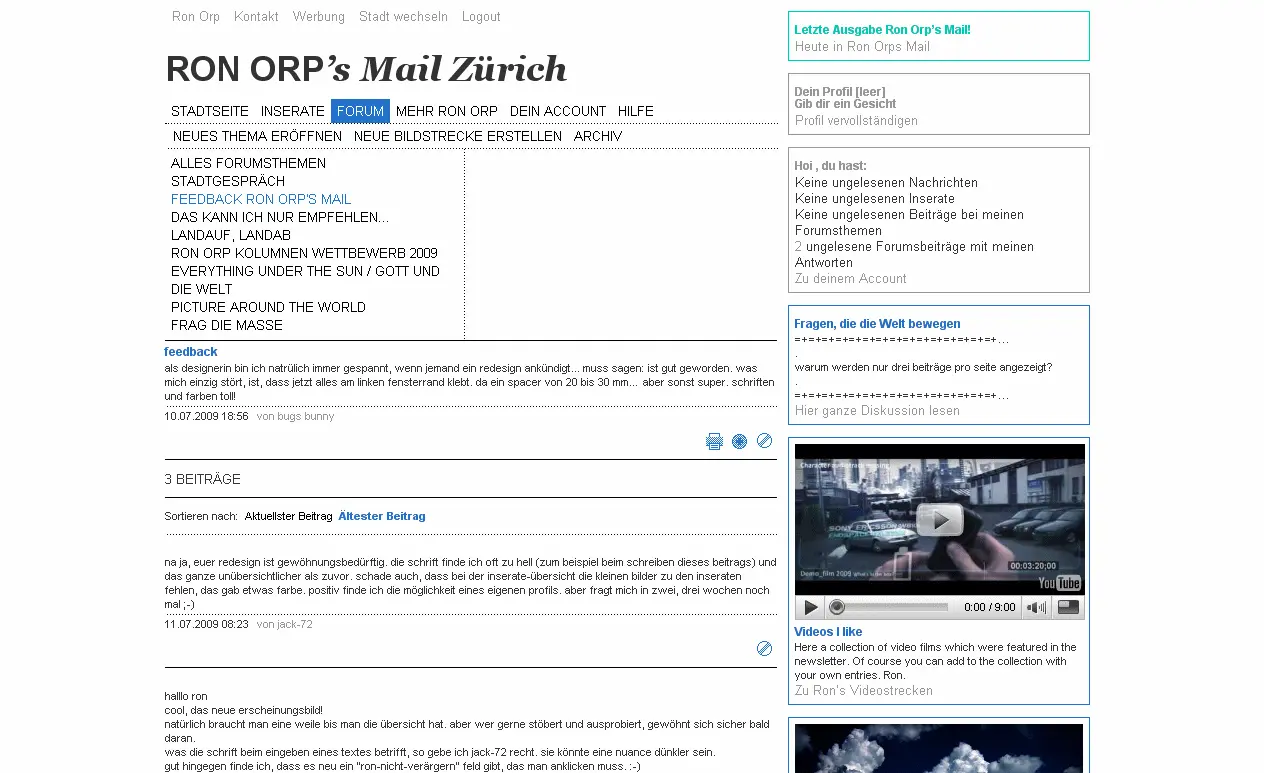 Ron Orp Kontakt Werbung Stadt wechseln Logout
RON ORP's Mail Zürich
STADTSEITE INSERATE FORUM MEHR RON ORP DEIN ACCOUNT HILFE
NEUES THEMA ERÖFFNEN NEUE BILDSTRECKE ERSTELLEN ARCHIV
ALLES FORUMSTHEMEN
STADTGESPRÄCH
FEEDBACK RON ORP'S MAIL
DAS KANN ICH NUR EMPFEHLEN...
LANDAUF, LANDAB
RON ORP KOLUMNEN WETTBEWERB 2009
EVERYTHING UNDER THE SUN / GOTT UND
DIE WELT
PICTURE AROUND THE WORLD
FRAG DIE MASSE
feedback
als designerin bin ich natrülich immer gespannt, wenn jemand ein redesign ankündigt... muss sagen: ist gut geworden. was
mich einzig stört, ist, dass jetzt alles am linken fensterrand klebt. da ein spacer von 20 bis 30 mm... aber sonst super. schriften
und farben toll!
10.07.2009 18:56 von bugs bunny
3 BEITRÄGE
Sortieren nach: Aktuellster Beitrag Ältester Beitrag
na ja, euer redesign ist gewöhnungsbedürftig. die schrift finde ich oft zu hell (zum beispiel beim schreiben dieses beitrags) und
das ganze unübersichtlicher als zuvor. schade auch, dass bei der inserate-übersicht die kleinen bilder zu den inseraten
fehlen, das gab etwas farbe. positiv finde ich die möglichkeit eines eigenen profils. aber fragt mich in zwei, drei wochen noch
mal ;-)
11.07.2009 08:23 von jack-72
halllo ron
cool, das neue erscheinungsbild!
natürlich braucht man eine weile bis man die übersicht hat. aber wer gerne stöbert und ausprobiert, gewöhnt sich sicher bald
daran.
was die schrift beim eingeben eines textes betrifft, so gebe ich jack-72 recht. sie könnte eine nuance dünkler sein.
gut hingegen finde ich, dass es neu ein "ron-nicht-verärgern" feld gibt, das man anklicken muss. :-)
Letzte Ausgabe Ron Orp's Mail!
Heute in Ron Orps Mail
Dein Profil [leer]
Gib dir ein Gesicht
Profil vervollständigen
Hoi , du hast:
Keine ungelesenen Nachrichten
Keine ungelesenen Inserate
Keine ungelesenen Beiträge bei meinen
Forumsthemen
2 ungelesene Forumsbeiträge mit meinen
Antworten
Zu deinem Account
Fragen, die die Welt bewegen
=+=+=+=+=+=+=+=+=+=+=+=+...
.
warum werden nur drei beiträge pro seite angezeigt?
.
=+=+=+=+=+=+=+=+=+=+=+=+...
Hier ganze Diskussion lesen
SONY ERICSSON
Demo_film 2009
00:03:20;00
YouTube
0:00 / 9:00
Videos I like
Here a collection of video films which were featured in the
newsletter. Of course you can add to the collection with
your own entries. Ron.
Zu Ron's Videostrecken